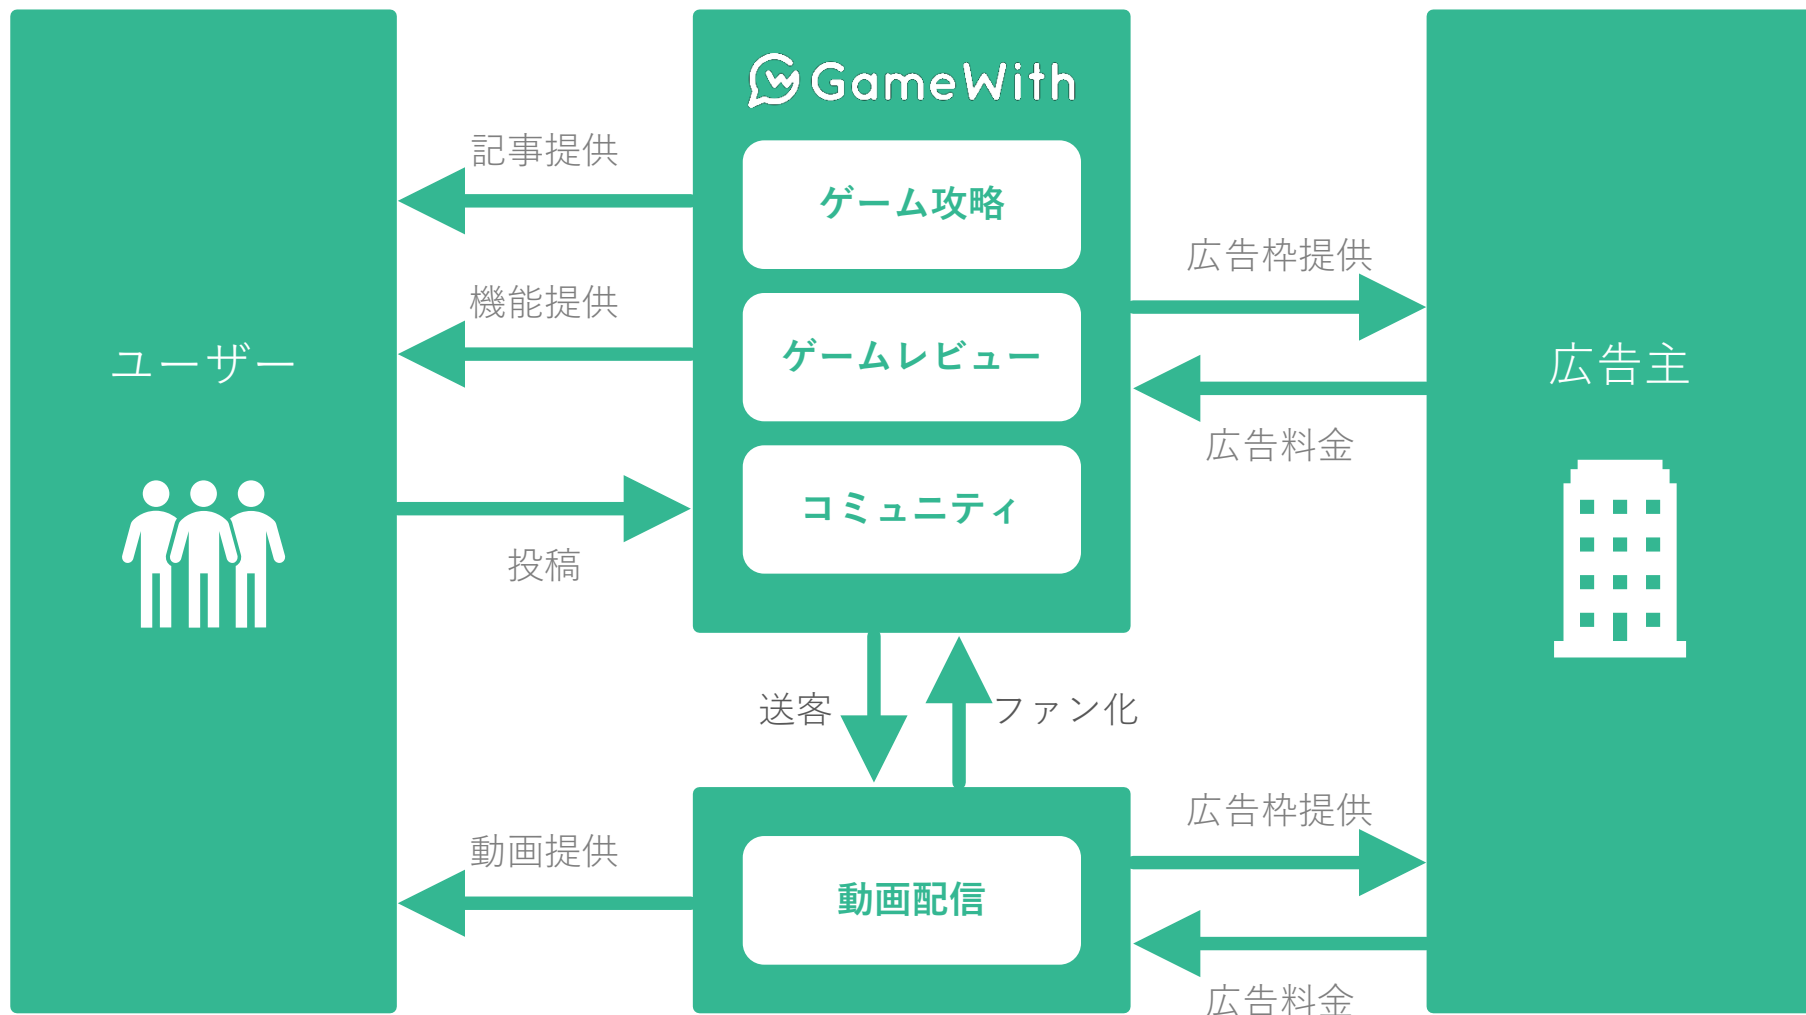 GameWith
記事提供
ゲーム攻略
広告枠提供
機能提供
ユーザー
ゲームレビュー
広告主
広告料金
コミュニティ
投稿
送客
ファン化
広告枠提供
動画提供
動画配信
広告料金